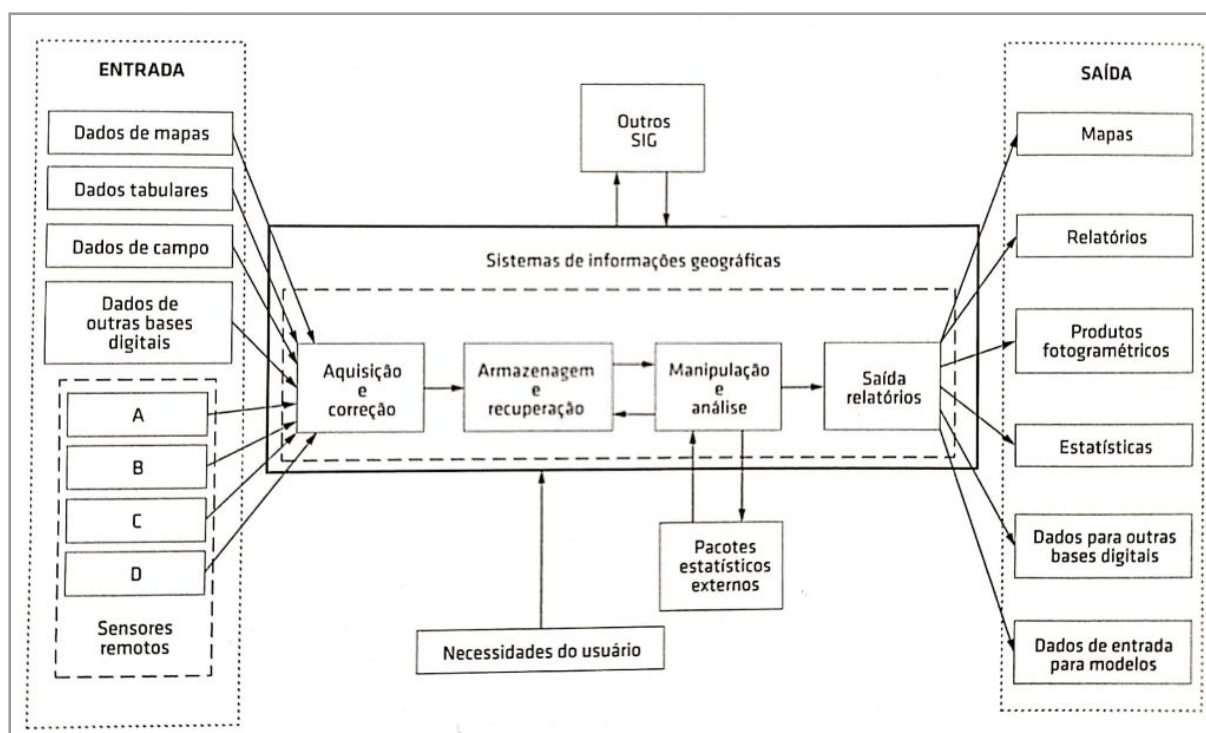 ENTRADA
Dados de mapas
Dados tabulares
Dados de campo
Dados de
outras bases
digitais
A
B
C
D
Sensores
remotos
Outros
SIG
Sistemas de informações geográficas
Aquisição
e
correção
Armazenagem
e
recuperação
Manipulação
e
análise
Saída
relatórios
Pacotes
estatísticos
externos
Necessidades do usuário
SAÍDA
Mapas
Relatórios
Produtos
fotogramétricos
Estatísticas
Dados para outras
bases digitais
Dados de entrada
para modelos